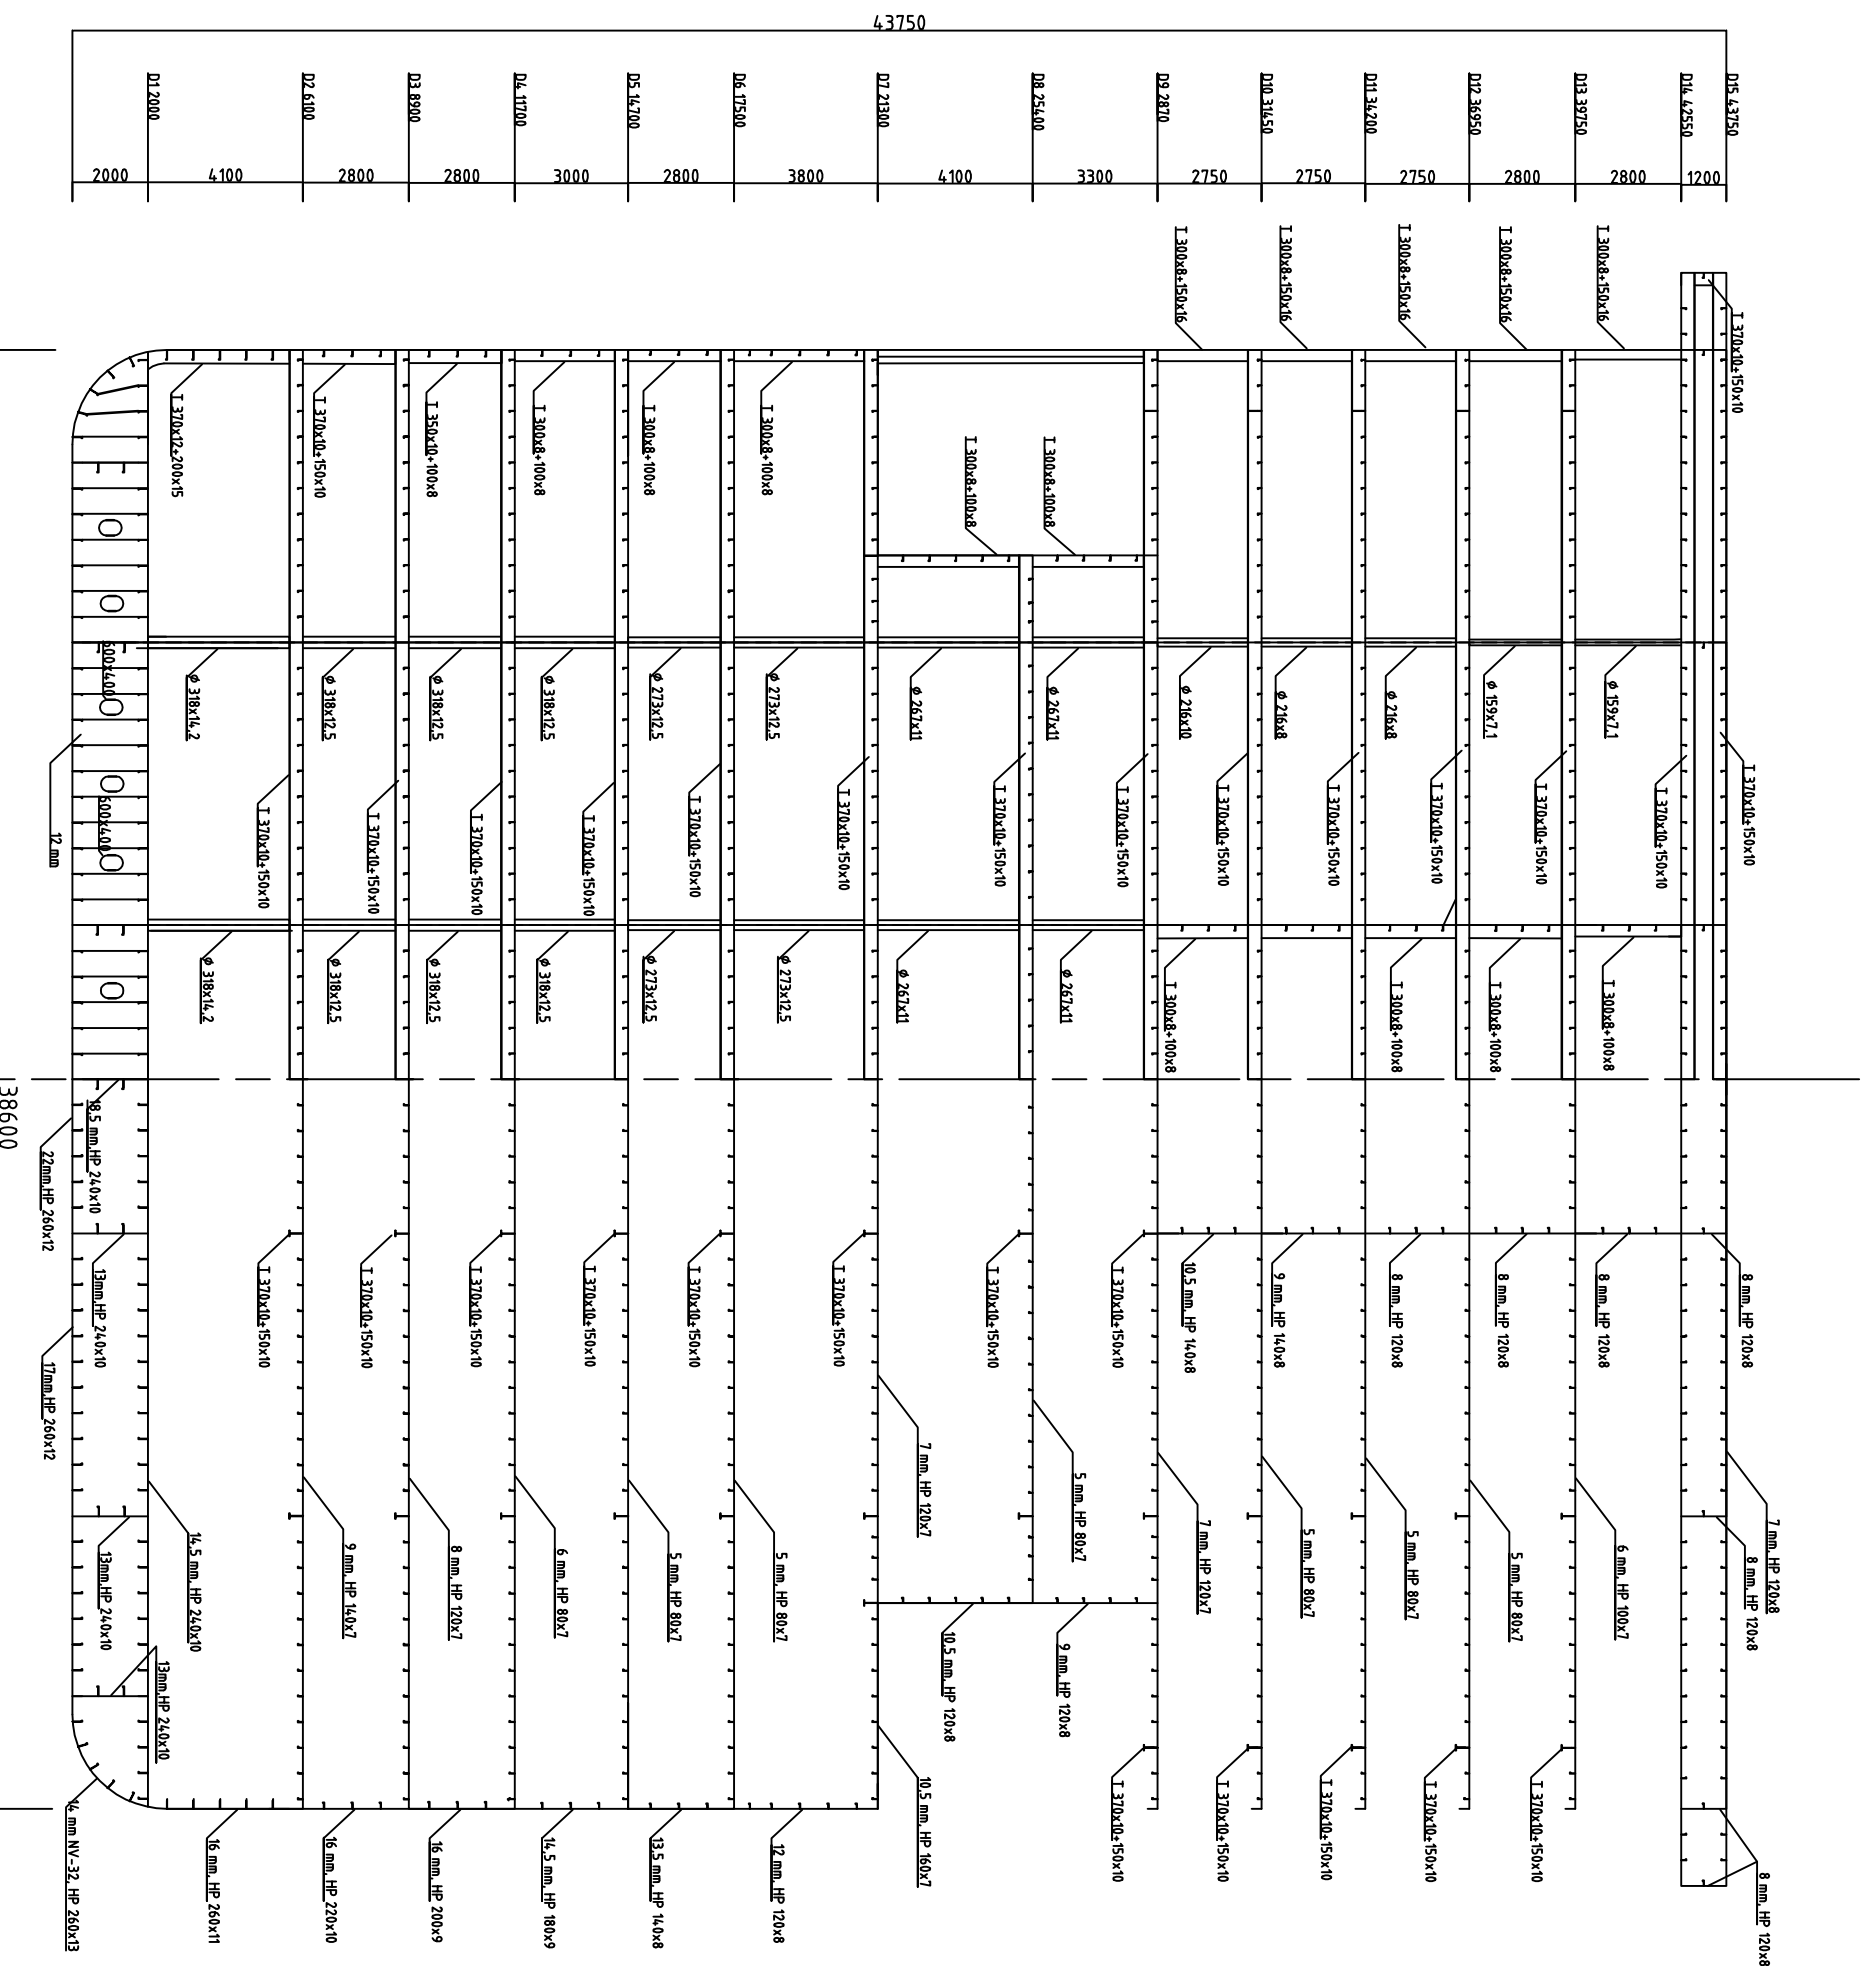 43750
D1 2000
D2 6100
D3 8900
D4 11700
D5 14700
D6 17500
D7 21300
D8 25400
D9 2870
D10 31450
D11 34200
D12 36950
D13 39750
D14 42550
D15 43750
2000
4100
2800
2800
3000
2800
3800
4100
3300
2750
2750
2750
2800
2800
1200
T 300x8+150x16
T 300x8+150x16
T 300x8+150x16
T 300x8+150x16
T 300x8+150x16
T 370x10+150x10
T 370x12+200x15
T 370x10+150x10
T 350x10+100x8
T 300x8+100x8
T 300x8+100x8
T 300x8+100x8
T 300x8+100x8
T 300x8+100x8
600x400
Ø 318x14,2
Ø 318x12,5
Ø 318x12,5
Ø 318x12,5
Ø 273x12,5
Ø 273x12,5
Ø 267x11
Ø 267x11
Ø 216x10
Ø 216x8
Ø 216x8
Ø 159x7,1
Ø 159x7,1
600x400
12 mm
T 370x10+150x10
T 370x10+150x10
T 370x10+150x10
T 370x10+150x10
T 370x10+150x10
T 370x10+150x10
T 370x10+150x10
T 370x10+150x10
T 370x10+150x10
T 370x10+150x10
T 370x10+150x10
T 370x10+150x10
T 370x10+150x10
T 370x10+150x10
Ø 318x14,2
Ø 318x12,5
Ø 318x12,5
Ø 318x12,5
Ø 273x12,5
Ø 273x12,5
Ø 267x11
Ø 267x11
T 300x8+100x8
T 300x8+100x8
T 300x8+100x8
T 300x8+100x8
38600
18,5 mm,HP 240x10
22mm,HP 260x12
13mm,HP 240x10
17mm,HP 260x12
T 370x10+150x10
T 370x10+150x10
T 370x10+150x10
T 370x10+150x10
T 370x10+150x10
T 370x10+150x10
T 370x10+150x10
T 370x10+150x10
10,5 mm, HP 140x8
9 mm, HP 140x8
8 mm, HP 120x8
8 mm, HP 120x8
8 mm, HP 120x8
8 mm, HP 120x8
13mm,HP 240x10
14,5 mm, HP 240x10
9 mm, HP 140x7
8 mm, HP 120x7
6 mm, HP 80x7
5 mm, HP 80x7
5 mm, HP 80x7
7 mm, HP 120x7
5 mm, HP 80x7
7 mm, HP 120x7
5 mm, HP 80x7
5 mm, HP 80x7
5 mm, HP 80x7
6 mm, HP 100x7
7 mm, HP 120x8
8 mm, HP 120x8
13mm,HP 240x10
10,5 mm, HP 120x8
9 mm, HP 120x8
14 mm NV-32, HP 260x13
16 mm, HP 260x11
16 mm, HP 220x10
16 mm, HP 200x9
14,5 mm, HP 180x9
13,5 mm, HP 140x8
12 mm, HP 120x8
10,5 mm, HP 160x7
T 370x10+150x10
T 370x10+150x10
T 370x10+150x10
T 370x10+150x10
T 370x10+150x10
8 mm, HP 120x8